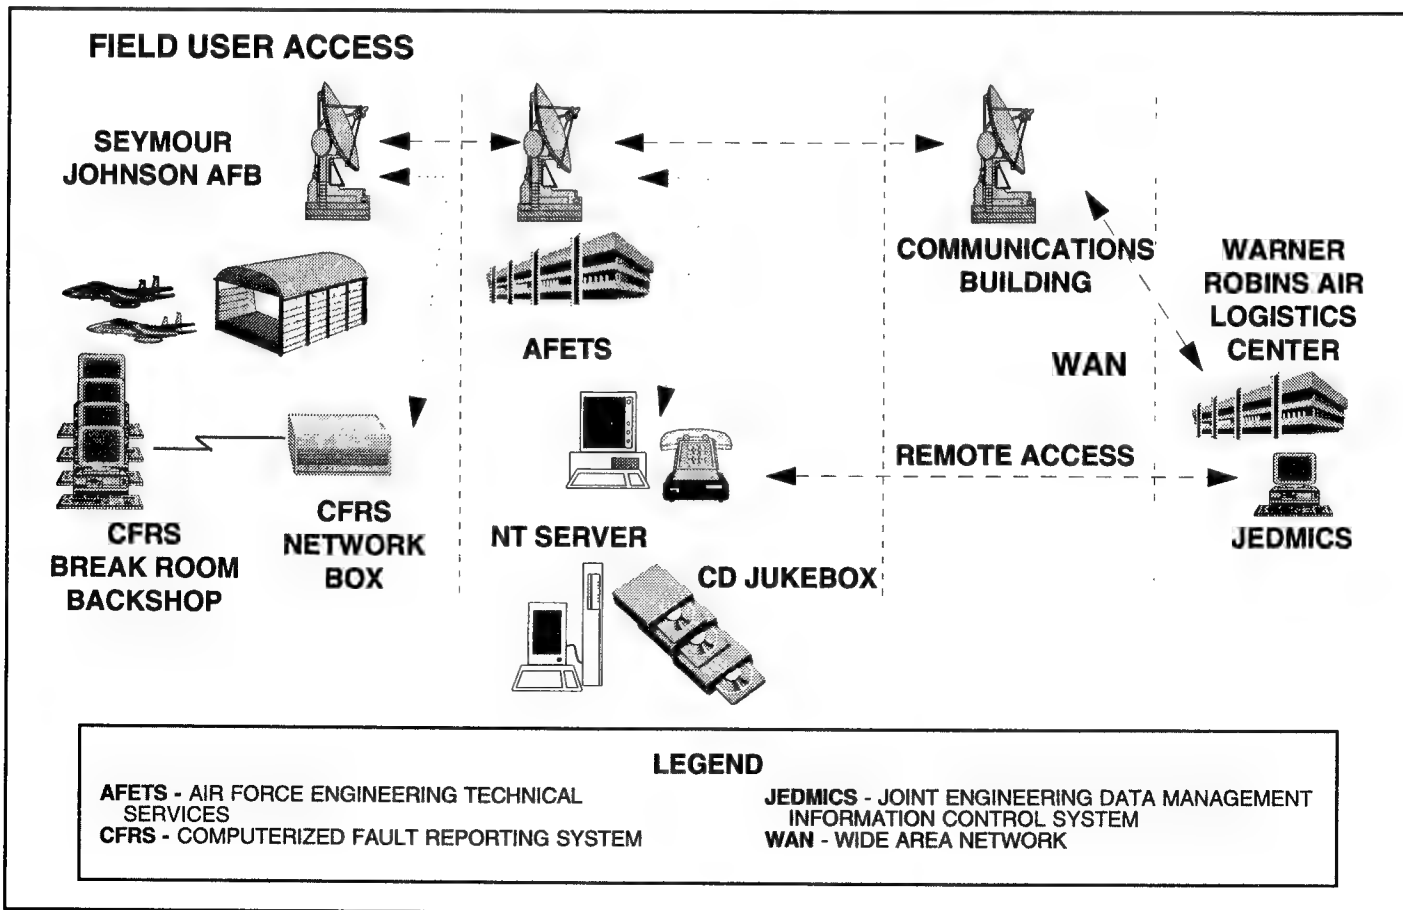 FIELD USER ACCESS
SEYMOUR
JOHNSON AFB
COMMUNICATIONS
BUILDING
WARNER
ROBINS AIR
LOGISTICS
CENTER
AFETS
WAN
REMOTE ACCESS
CFRS
BREAK ROOM
BACKSHOP
CFRS
NETWORK
BOX
NT SERVER
CD JUKEBOX
JEDMICS
LEGEND
AFETS - AIR FORCE ENGINEERING TECHNICAL
SERVICES
CFRS - COMPUTERIZED FAULT REPORTING SYSTEM
JEDMICS - JOINT ENGINEERING DATA MANAGEMENT
INFORMATION CONTROL SYSTEM
WAN - WIDE AREA NETWORK